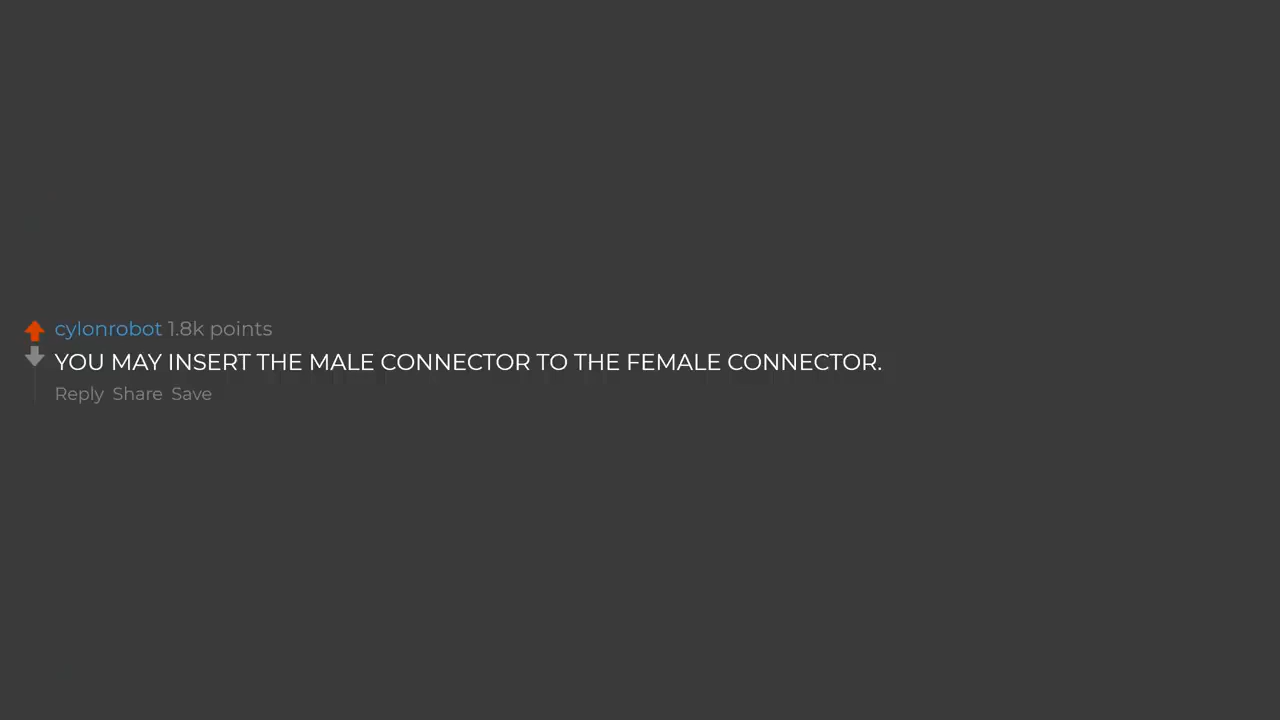 cylonrobot 1.8k points
YOU MAY INSERT THE MALE CONNECTOR TO THE FEMALE CONNECTOR.
Reply Share Save